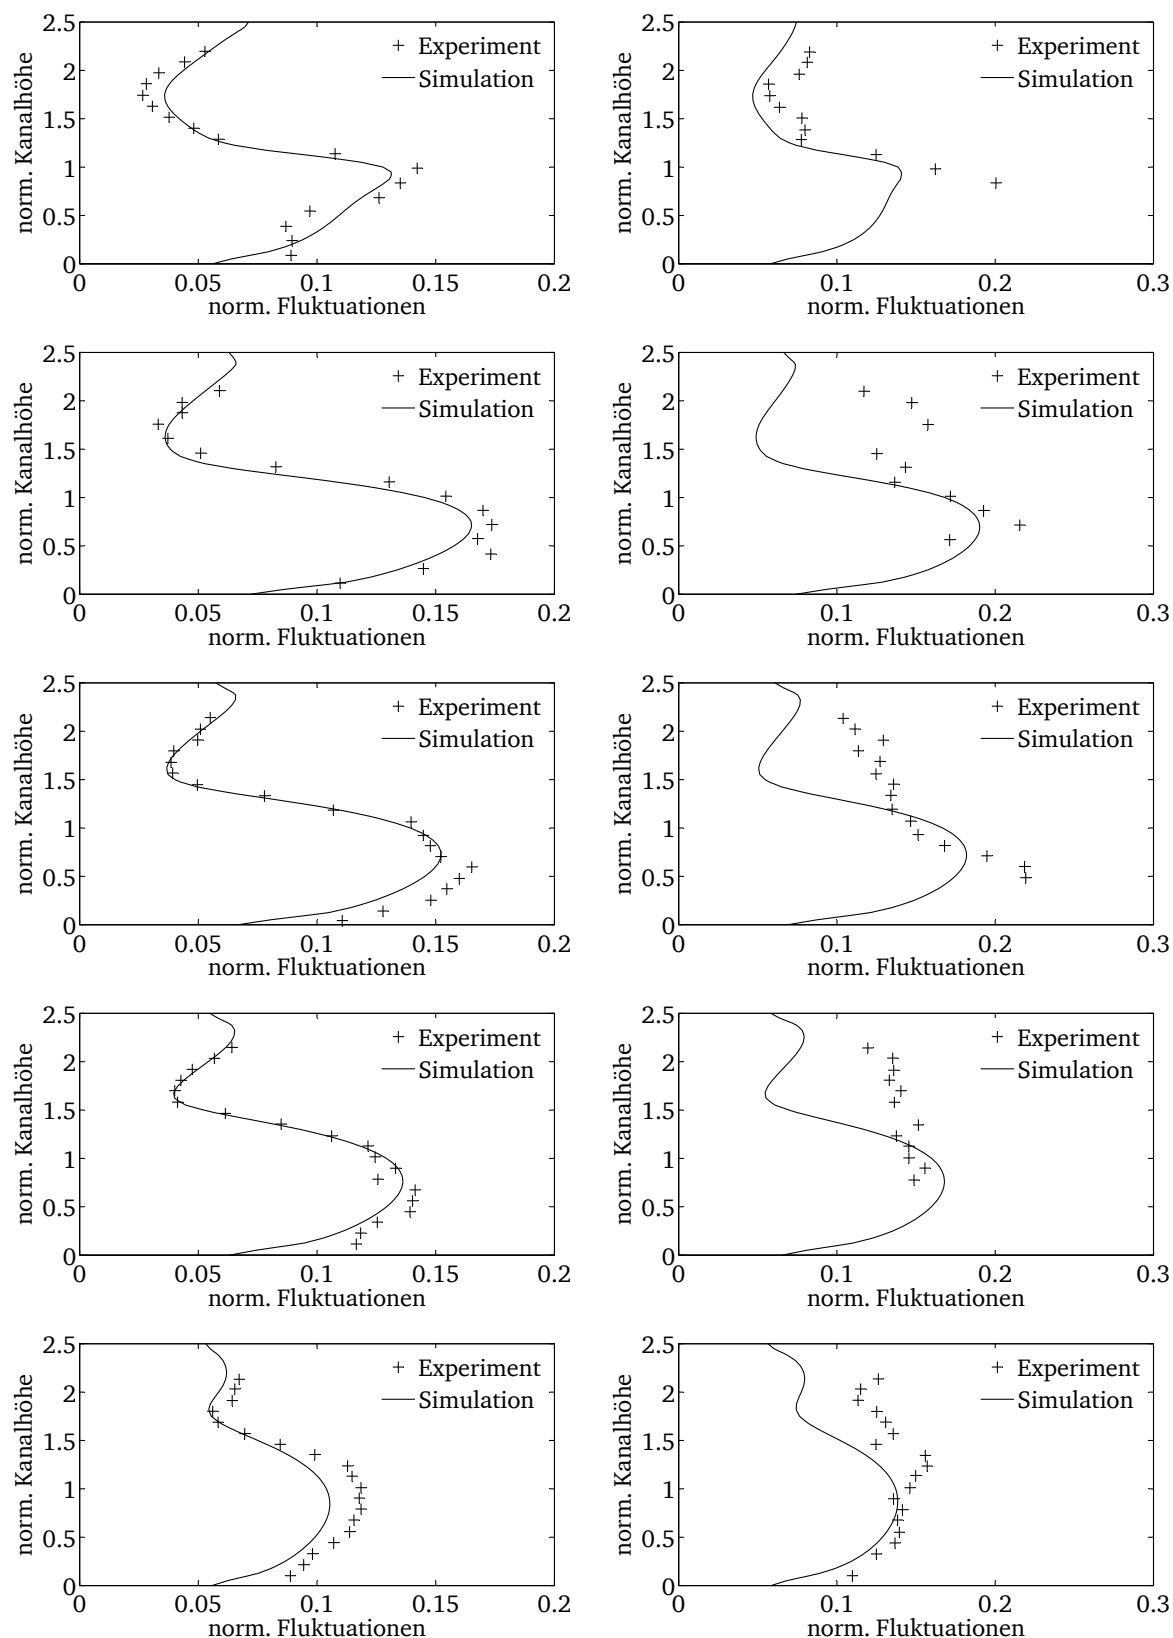 2.5
2
1.5
1
0.5
0
norm. Kanalhöhe
+ Experiment
— Simulation
0 0.05 0.1 0.15 0.2
norm. Fluktuationen
2.5
2
1.5
1
0.5
0
norm. Kanalhöhe
+ Experiment
— Simulation
0 0.1 0.2 0.3
norm. Fluktuationen
2.5
2
1.5
1
0.5
0
norm. Kanalhöhe
+ Experiment
— Simulation
0 0.05 0.1 0.15 0.2
norm. Fluktuationen
2.5
2
1.5
1
0.5
0
norm. Kanalhöhe
+ Experiment
— Simulation
0 0.1 0.2 0.3
norm. Fluktuationen
2.5
2
1.5
1
0.5
0
norm. Kanalhöhe
+ Experiment
— Simulation
0 0.05 0.1 0.15 0.2
norm. Fluktuationen
2.5
2
1.5
1
0.5
0
norm. Kanalhöhe
+ Experiment
— Simulation
0 0.1 0.2 0.3
norm. Fluktuationen
2.5
2
1.5
1
0.5
0
norm. Kanalhöhe
+ Experiment
— Simulation
0 0.05 0.1 0.15 0.2
norm. Fluktuationen
2.5
2
1.5
1
0.5
0
norm. Kanalhöhe
+ Experiment
— Simulation
0 0.1 0.2 0.3
norm. Fluktuationen
2.5
2
1.5
1
0.5
0
norm. Kanalhöhe
+ Experiment
— Simulation
0 0.05 0.1 0.15 0.2
norm. Fluktuationen
2.5
2
1.5
1
0.5
0
norm. Kanalhöhe
+ Experiment
— Simulation
0 0.1 0.2 0.3
norm. Fluktuationen